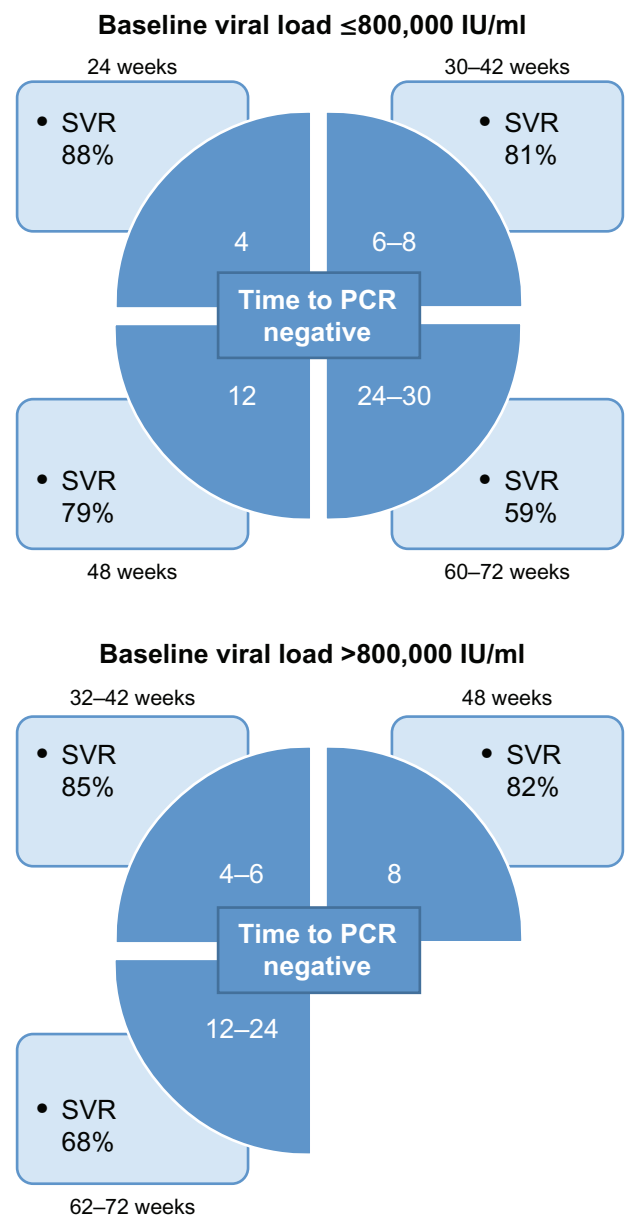 Baseline viral load ≤800,000 IU/ml
24 weeks
30–42 weeks
• SVR
88%
• SVR
81%
4
6–8
Time to PCR
negative
12
24–30
• SVR
79%
• SVR
59%
48 weeks
60–72 weeks
Baseline viral load >800,000 IU/ml
32–42 weeks
48 weeks
• SVR
85%
• SVR
82%
4–6
8
Time to PCR
negative
12–24
• SVR
68%
62–72 weeks